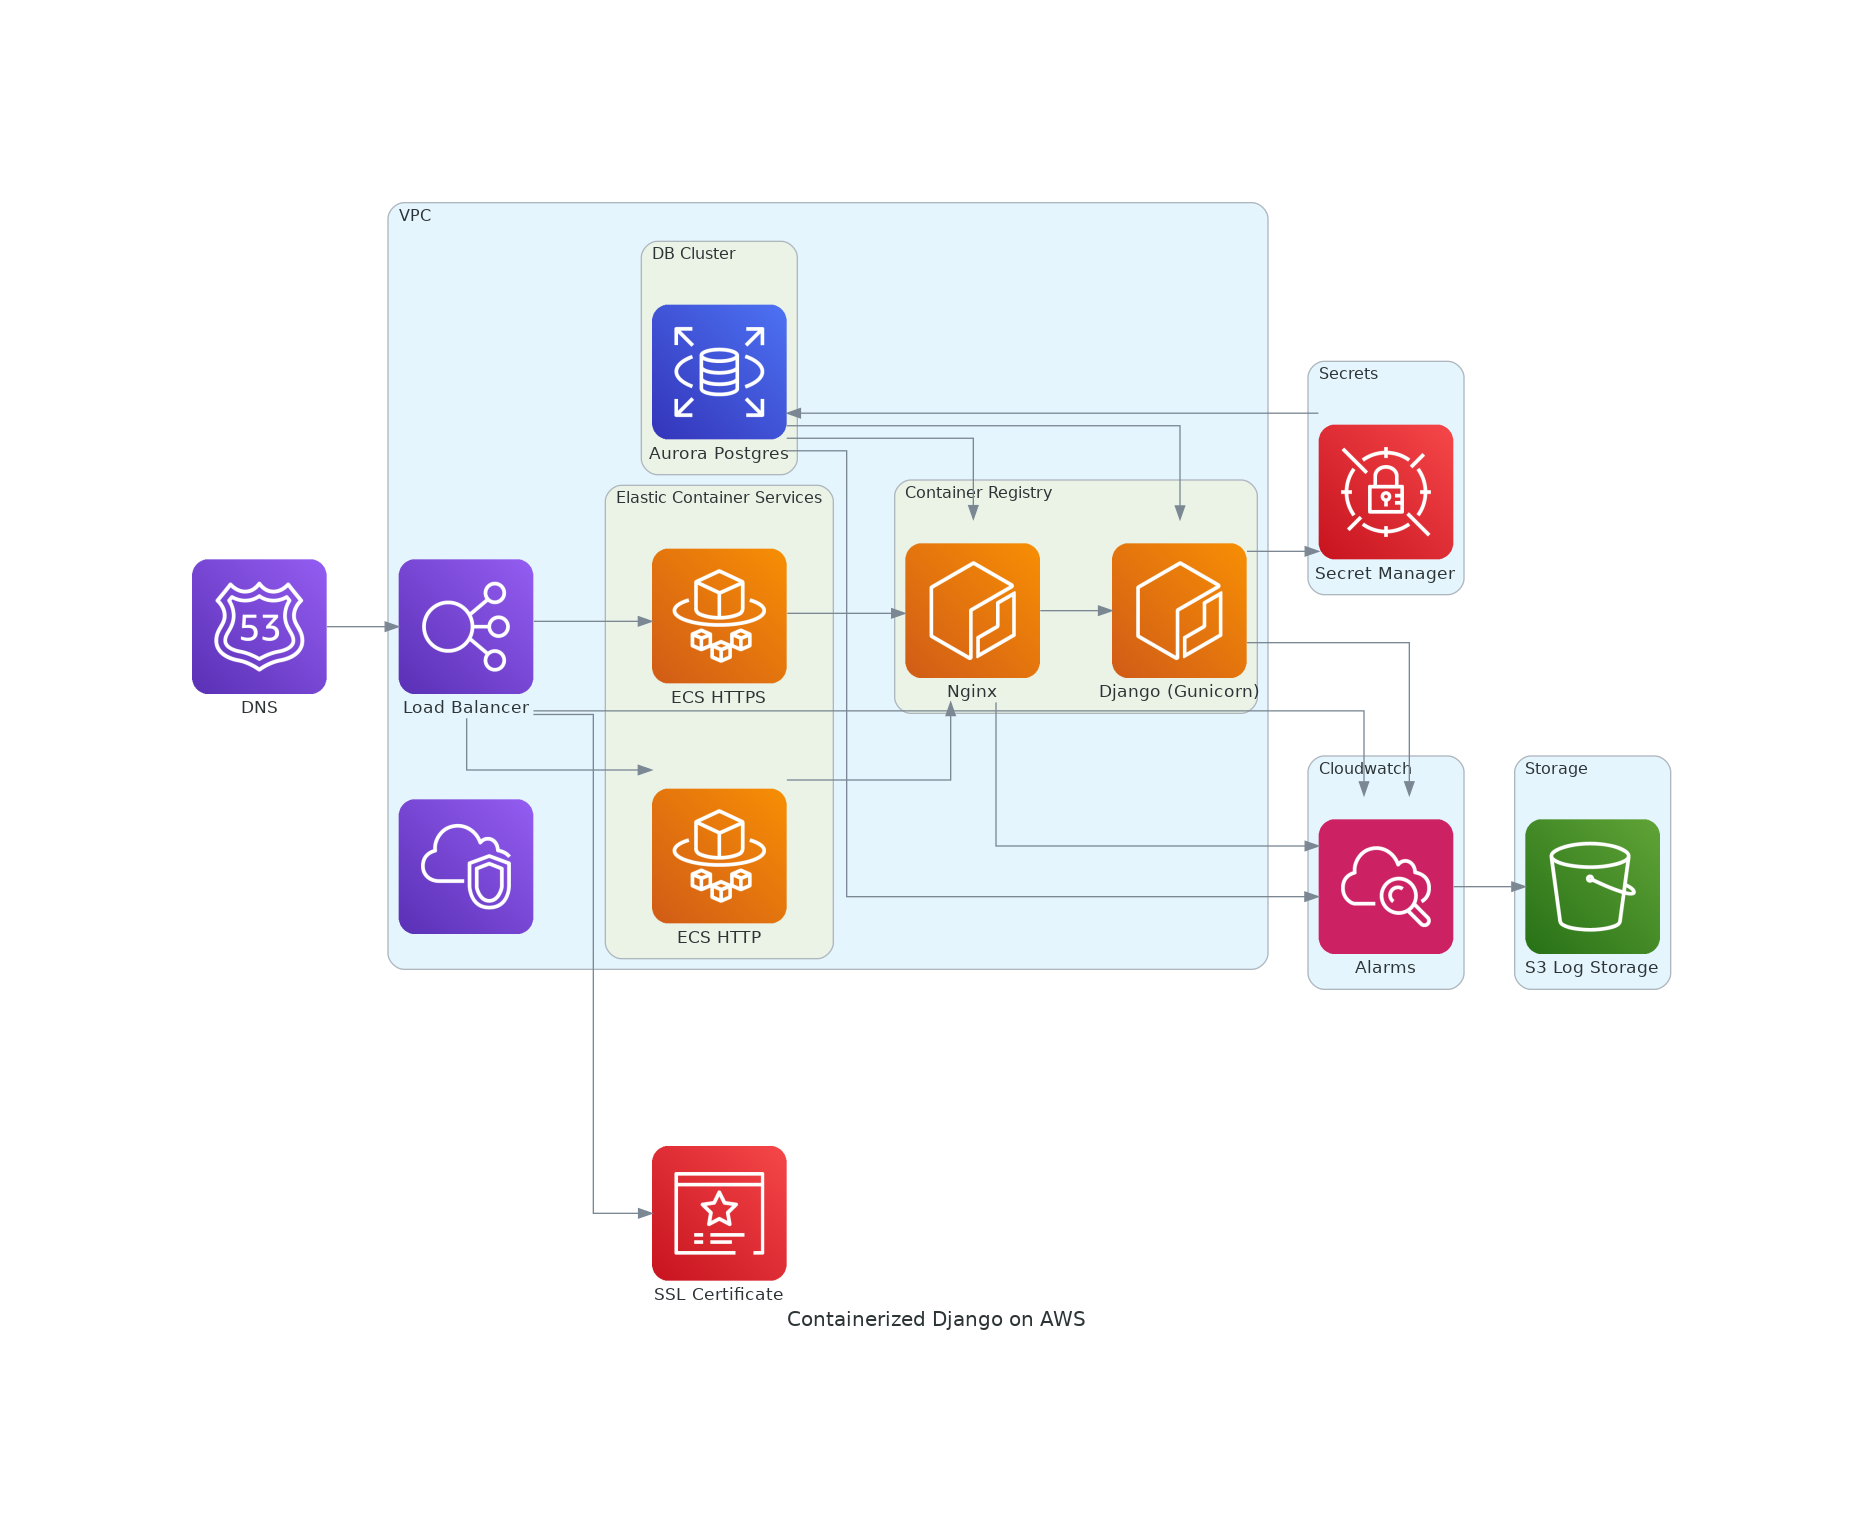 VPC
DB Cluster
Aurora Postgres
Secrets
Secret Manager
Elastic Container Services
Container Registry
53
DNS
Load Balancer
ECS HTTPS
Nginx
Django (Gunicorn)
ECS HTTP
Cloudwatch
Alarms
Storage
S3 Log Storage
SSL Certificate
Containerized Django on AWS